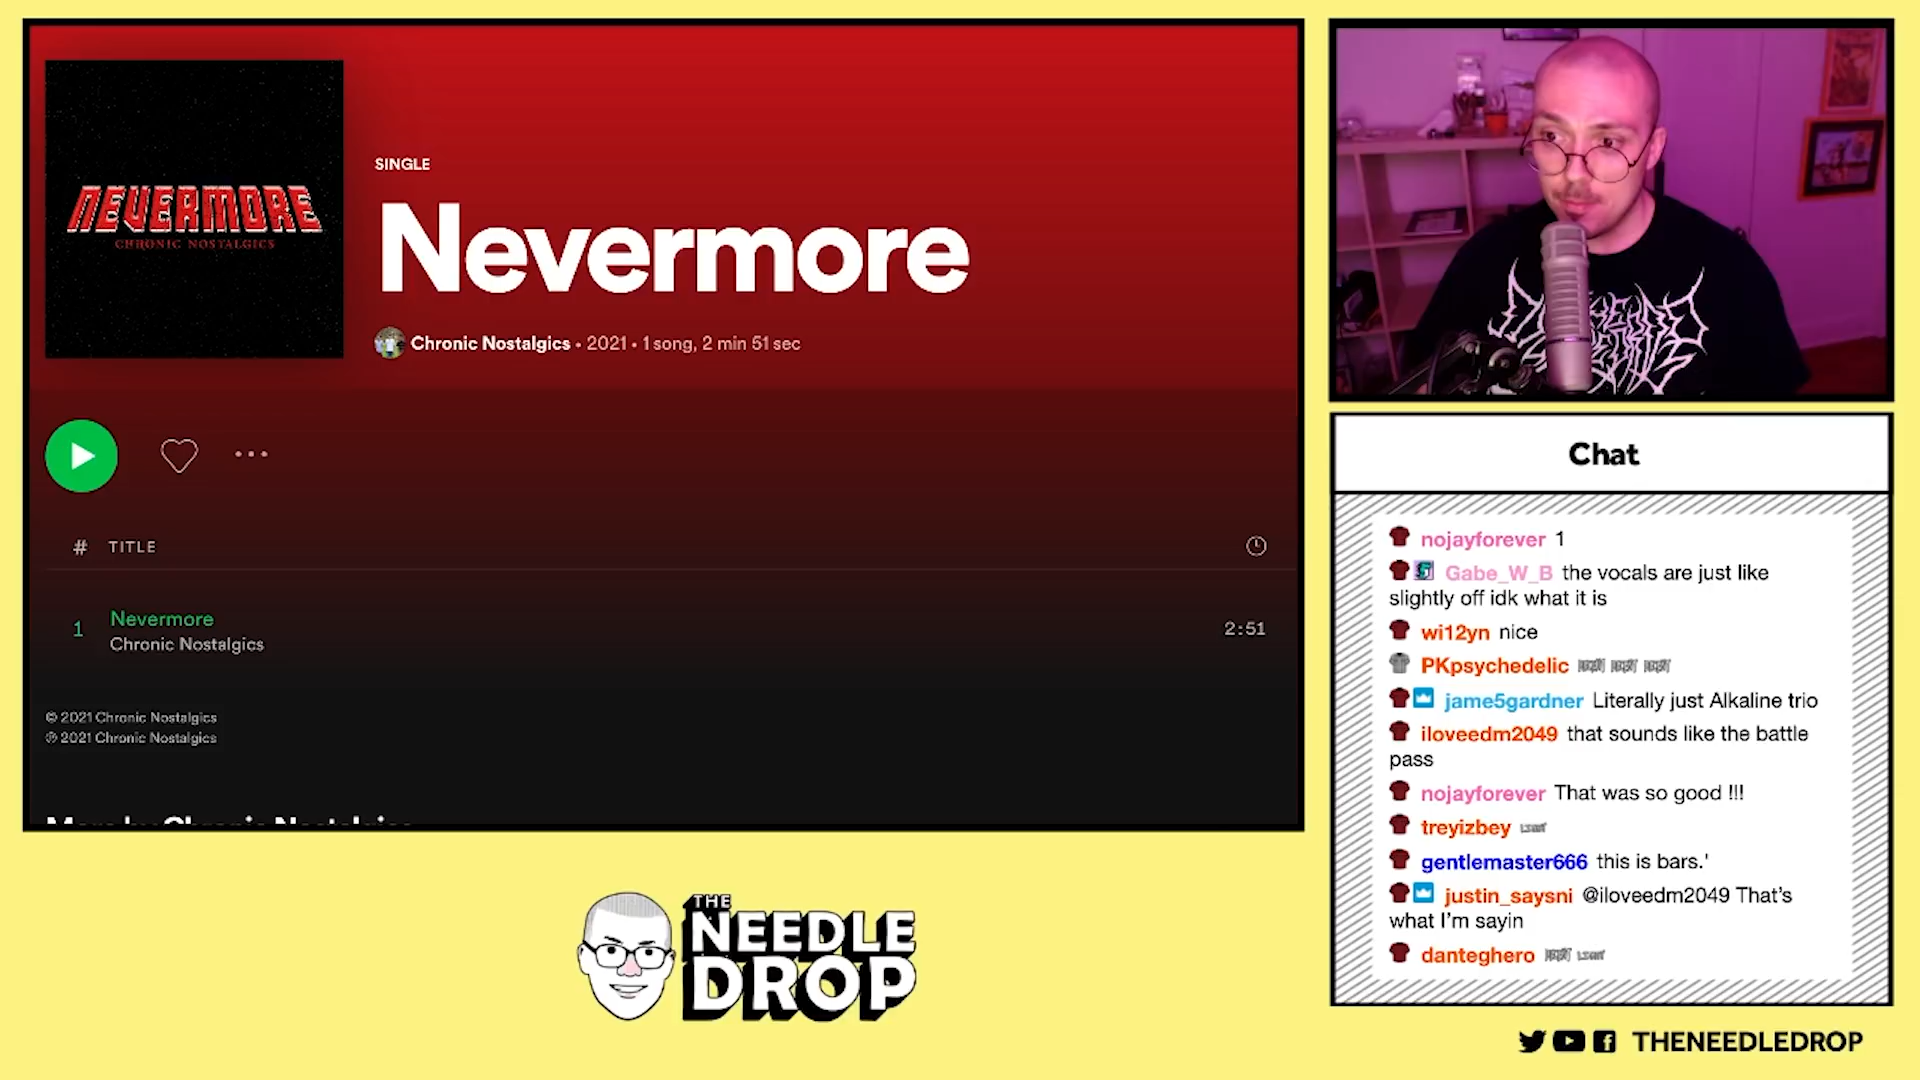 NEVERMORE
CHRONIC NOSTALGICS
SINGLE
Nevermore
Chronic Nostalgics • 2021 • 1 song, 2 min 51 sec
# TITLE
1 Nevermore 2:51
Chronic Nostalgics
© 2021 Chronic Nostalgics
℗ 2021 Chronic Nostalgics
More by Chronic Nostalgics
THE
NEEDLE
DROP
Chat
nojayforever 1
Gabe_W_B the vocals are just like
slightly off idk what it is
wi12yn nice
PKpsychedelic
jame5gardner Literally just Alkaline trio
iloveedm2049 that sounds like the battle
pass
nojayforever That was so good !!!
treyizbey
gentlemaster666 this is bars.'
justin_saysni @iloveedm2049 That's
what I'm sayin
danteghero
THENEEDLEDROP